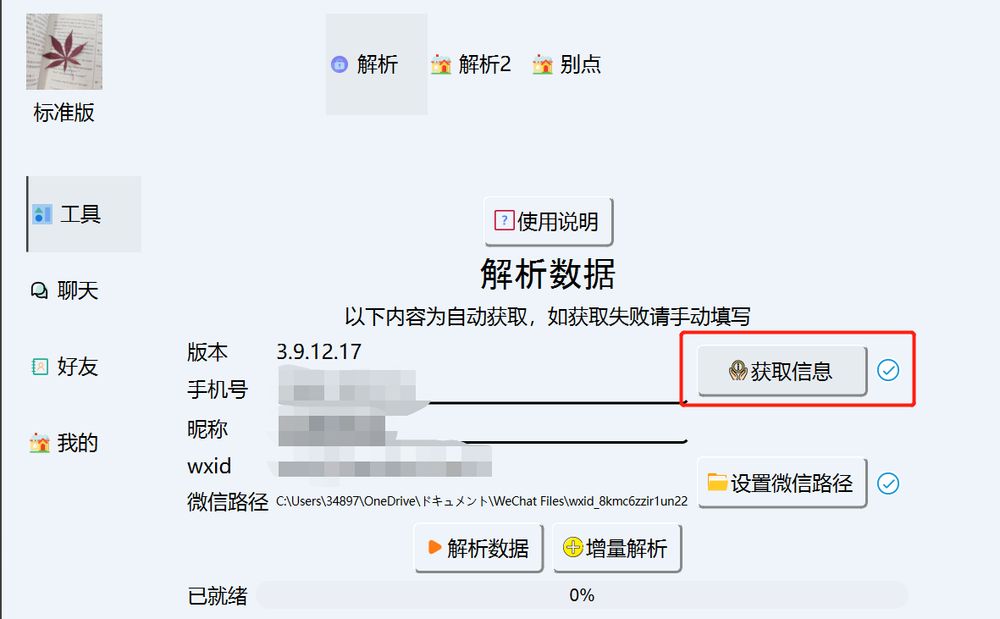 标准版
解析
解析2
别点
工具
聊天
好友
我的
使用说明
解析数据
以下内容为自动获取，如获取失败请手动填写
版本 3.9.12.17
手机号
获取信息
昵称
wxid
微信路径 C:\Users\34897\OneDrive\ドキュメント\WeChat Files\wxid_8kmc6zzir1un22
设置微信路径
解析数据
增量解析
已就绪 0%